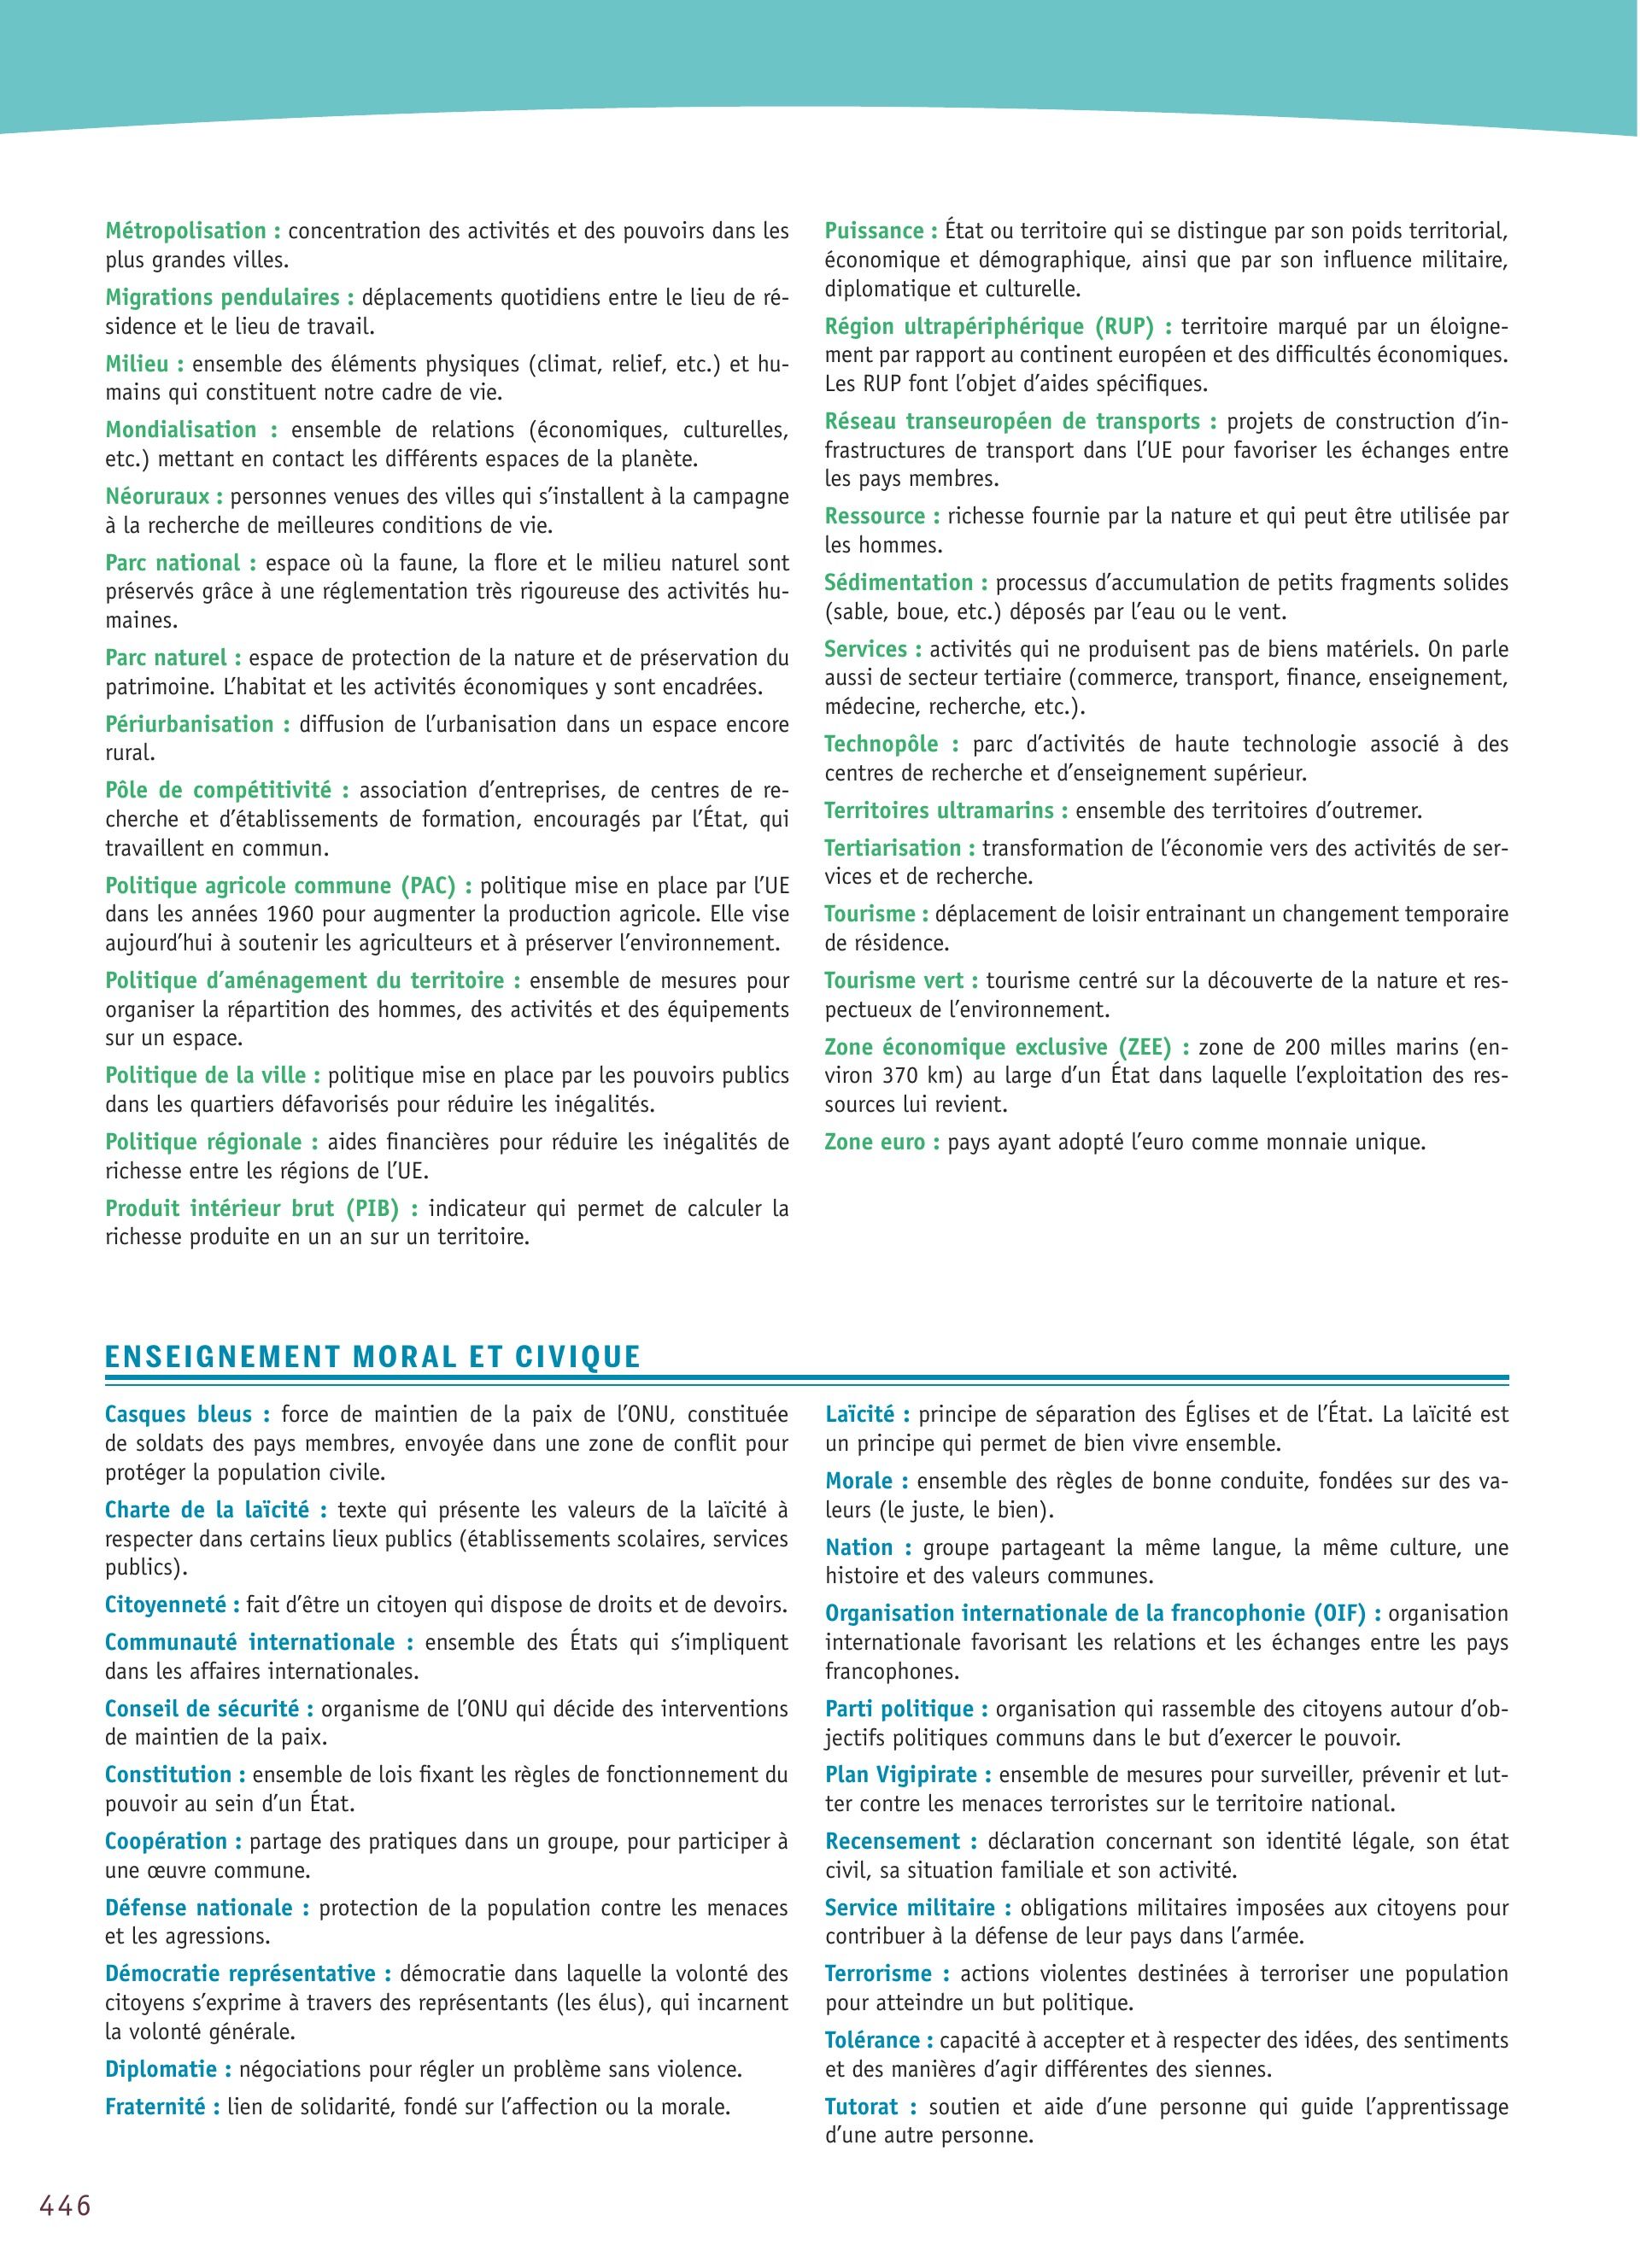 Métropolisation : concentration des activités et des pouvoirs dans les
plus grandes villes.
Migrations pendulaires : déplacements quotidiens entre le lieu de ré-
sidence et le lieu de travail.
Milieu : ensemble des éléments physiques (climat, relief, etc.) et hu-
mains qui constituent notre cadre de vie.
Mondialisation : ensemble de relations (économiques, culturelles,
etc.) mettant en contact les différents espaces de la planète.
Néoruraux : personnes venues des villes qui s'installent à la campagne
à la recherche de meilleures conditions de vie.
Parc national : espace où la faune, la flore et le milieu naturel sont
préservés grâce à une réglementation très rigoureuse des activités hu-
maines.
Parc naturel : espace de protection de la nature et de préservation du
patrimoine. L'habitat et les activités économiques y sont encadrées.
Périurbanisation : diffusion de l'urbanisation dans un espace encore
rural.
Pôle de compétitivité : association d'entreprises, de centres de re-
cherche et d'établissements de formation, encouragés par l'État, qui
travaillent en commun.
Politique agricole commune (PAC) : politique mise en place par l'UE
dans les années 1960 pour augmenter la production agricole. Elle vise
aujourd'hui à soutenir les agriculteurs et à préserver l'environnement.
Politique d'aménagement du territoire : ensemble de mesures pour
organiser la répartition des hommes, des activités et des équipements
sur un espace.
Politique de la ville : politique mise en place par les pouvoirs publics
dans les quartiers défavorisés pour réduire les inégalités.
Politique régionale : aides financières pour réduire les inégalités de
richesse entre les régions de l'UE.
Produit intérieur brut (PIB) : indicateur qui permet de calculer la
richesse produite en un an sur un territoire.
Puissance : État ou territoire qui se distingue par son poids territorial,
économique et démographique, ainsi que par son influence militaire,
diplomatique et culturelle.
Région ultrapériphérique (RUP) : territoire marqué par un éloigne-
ment par rapport au continent européen et des difficultés économiques.
Les RUP font l'objet d'aides spécifiques.
Réseau transeuropéen de transports : projets de construction d'in-
frastructures de transport dans l'UE pour favoriser les échanges entre
les pays membres.
Ressource : richesse fournie par la nature et qui peut être utilisée par
les hommes.
Sédimentation : processus d'accumulation de petits fragments solides
(sable, boue, etc.) déposés par l'eau ou le vent.
Services : activités qui ne produisent pas de biens matériels. On parle
aussi de secteur tertiaire (commerce, transport, finance, enseignement,
médecine, recherche, etc.).
Technopôle : parc d'activités de haute technologie associé à des
centres de recherche et d'enseignement supérieur.
Territoires ultramarins : ensemble des territoires d'outremer.
Tertiarisation : transformation de l'économie vers des activités de ser-
vices et de recherche.
Tourisme : déplacement de loisir entrainant un changement temporaire
de résidence.
Tourisme vert : tourisme centré sur la découverte de la nature et res-
pectueux de l'environnement.
Zone économique exclusive (ZEE) : zone de 200 milles marins (en-
viron 370 km) au large d'un État dans laquelle l'exploitation des res-
sources lui revient.
Zone euro : pays ayant adopté l'euro comme monnaie unique.
ENSEIGNEMENT MORAL ET CIVIQUE
Casques bleus : force de maintien de la paix de l'ONU, constituée
de soldats des pays membres, envoyée dans une zone de conflit pour
protéger la population civile.
Charte de la laïcité : texte qui présente les valeurs de la laïcité à
respecter dans certains lieux publics (établissements scolaires, services
publics).
Citoyenneté : fait d'être un citoyen qui dispose de droits et de devoirs.
Communauté internationale : ensemble des États qui s'impliquent
dans les affaires internationales.
Conseil de sécurité : organisme de l'ONU qui décide des interventions
de maintien de la paix.
Constitution : ensemble de lois fixant les règles de fonctionnement du
pouvoir au sein d'un État.
Coopération : partage des pratiques dans un groupe, pour participer à
une œuvre commune.
Défense nationale : protection de la population contre les menaces
et les agressions.
Démocratie représentative : démocratie dans laquelle la volonté des
citoyens s'exprime à travers des représentants (les élus), qui incarnent
la volonté générale.
Diplomatie : négociations pour régler un problème sans violence.
Fraternité : lien de solidarité, fondé sur l'affection ou la morale.
Laïcité : principe de séparation des Églises et de l'État. La laïcité est
un principe qui permet de bien vivre ensemble.
Morale : ensemble des règles de bonne conduite, fondées sur des va-
leurs (le juste, le bien).
Nation : groupe partageant la même langue, la même culture, une
histoire et des valeurs communes.
Organisation internationale de la francophonie (OIF) : organisation
internationale favorisant les relations et les échanges entre les pays
francophones.
Parti politique : organisation qui rassemble des citoyens autour d'ob-
jectifs politiques communs dans le but d'exercer le pouvoir.
Plan Vigipirate : ensemble de mesures pour surveiller, prévenir et lut-
ter contre les menaces terroristes sur le territoire national.
Recensement : déclaration concernant son identité légale, son état
civil, sa situation familiale et son activité.
Service militaire : obligations militaires imposées aux citoyens pour
contribuer à la défense de leur pays dans l'armée.
Terrorisme : actions violentes destinées à terroriser une population
pour atteindre un but politique.
Tolérance : capacité à accepter et à respecter des idées, des sentiments
et des manières d'agir différentes des siennes.
Tutorat : soutien et aide d'une personne qui guide l'apprentissage
d'une autre personne.
446